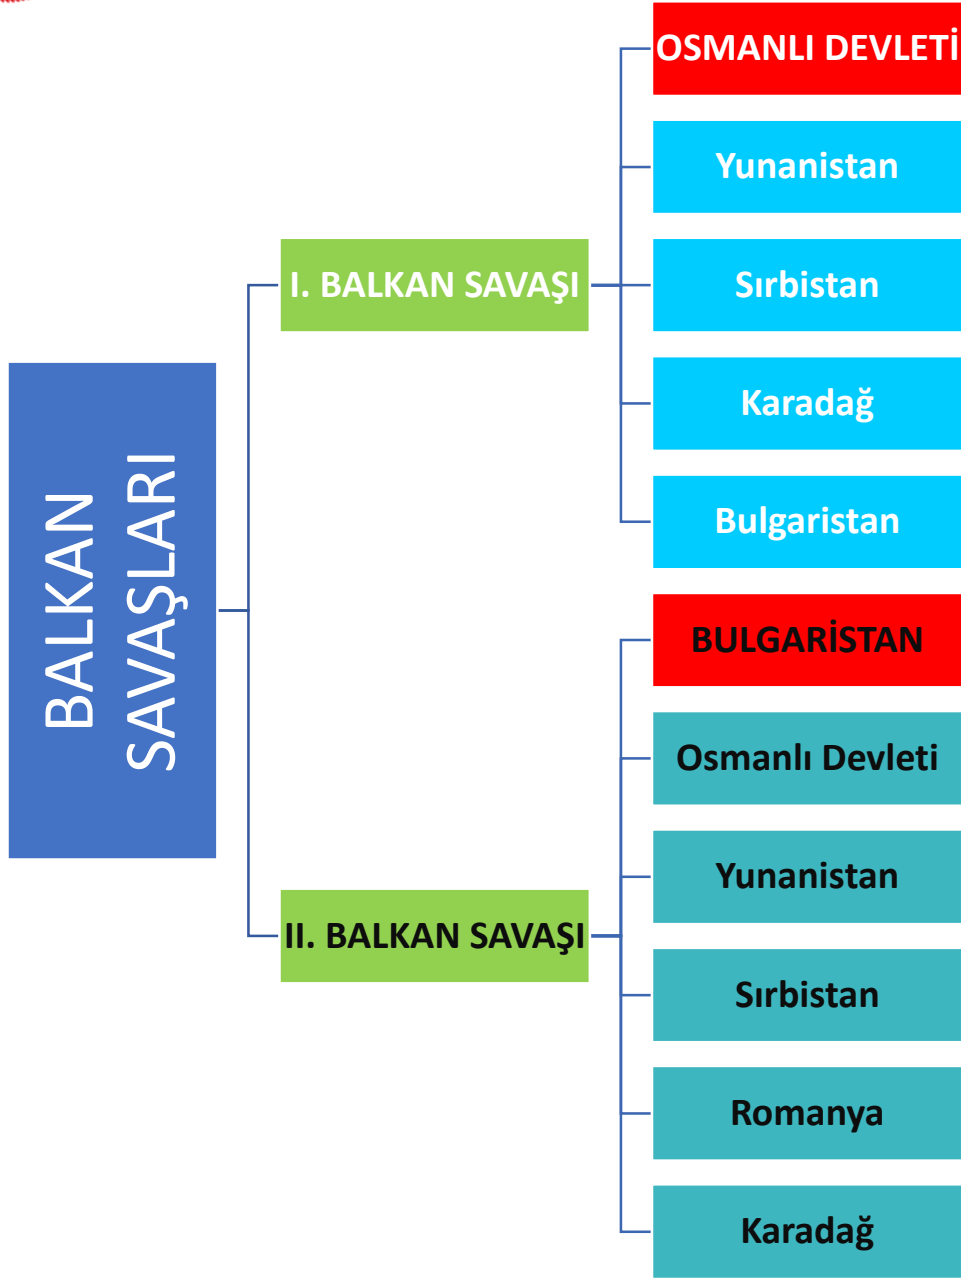 BALKAN
SAVAŞLARI
I. BALKAN SAVAŞI
OSMANLI DEVLETİ
Yunanistan
Sırbistan
Karadağ
Bulgaristan
II. BALKAN SAVAŞI
BULGARİSTAN
Osmanlı Devleti
Yunanistan
Sırbistan
Romanya
Karadağ